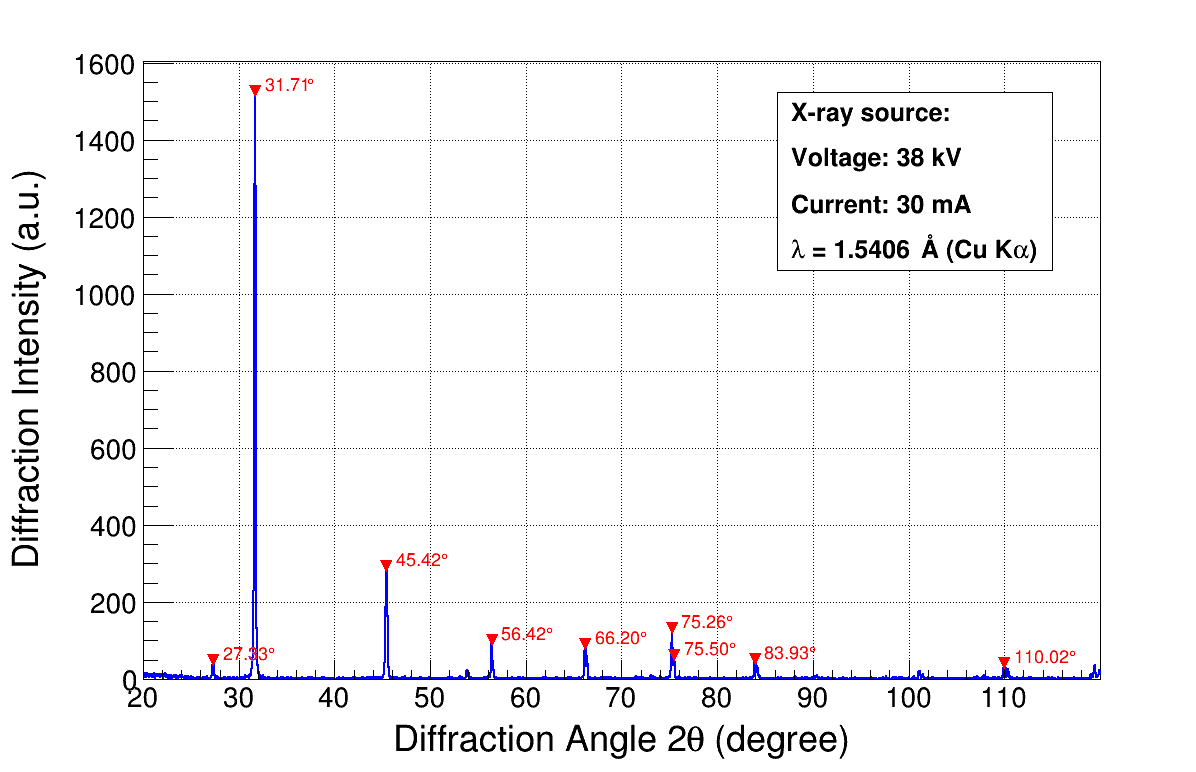 1600
1400
1200
1000
800
600
400
200
0
Diffraction Intensity (a.u.)
31.71°
X-ray source:
Voltage: 38 kV
Current: 30 mA
λ = 1.5406 Å (Cu Kα)
45.42°
27.33°
56.42°
66.20°
75.26°
75.50°
83.93°
110.02°
20 30 40 50 60 70 80 90 100 110
Diffraction Angle 2θ (degree)